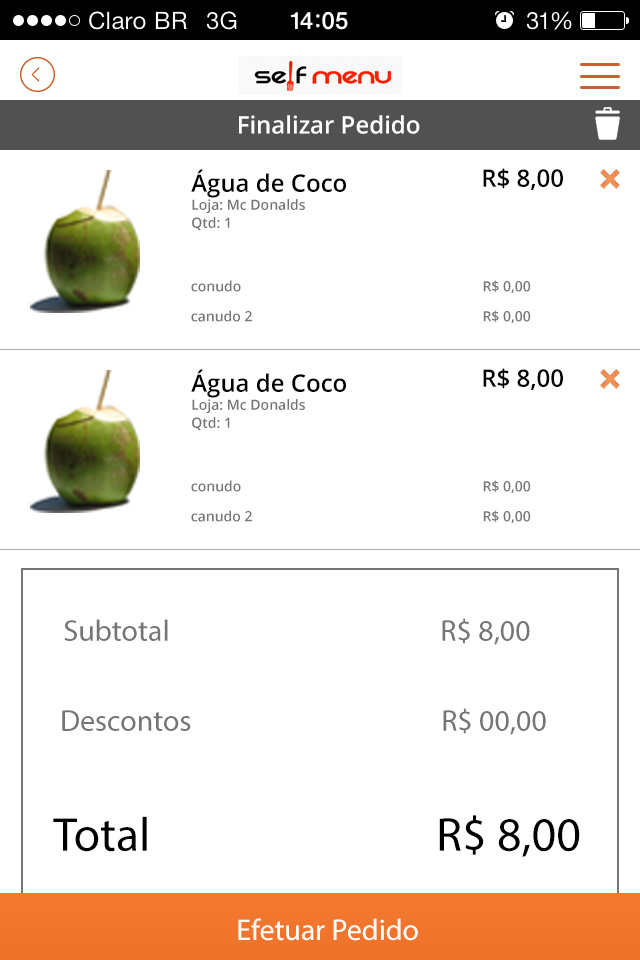 Claro BR 3G 14:05 31%
self menu
Finalizar Pedido
Água de Coco R$ 8,00
Loja: Mc Donalds
Qtd: 1
conudo R$ 0,00
canudo 2 R$ 0,00
Água de Coco R$ 8,00
Loja: Mc Donalds
Qtd: 1
conudo R$ 0,00
canudo 2 R$ 0,00
Subtotal R$ 8,00
Descontos R$ 00,00
Total R$ 8,00
Efetuar Pedido